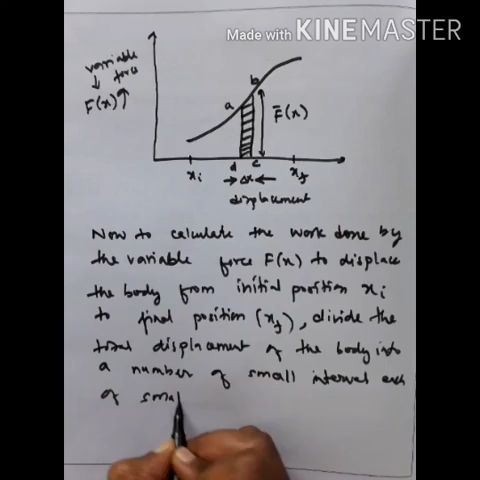 Made with KINEMASTER
variable
force
F(x)
b
a
F̅(x)
d
c
xi
Δx
xf
displacement
Now to calculate the work done by
the variable force F(x) to displace
the body from initial position xi
to final position (xf), divide the
total displacement of the body into
a number of small interval each
of smal